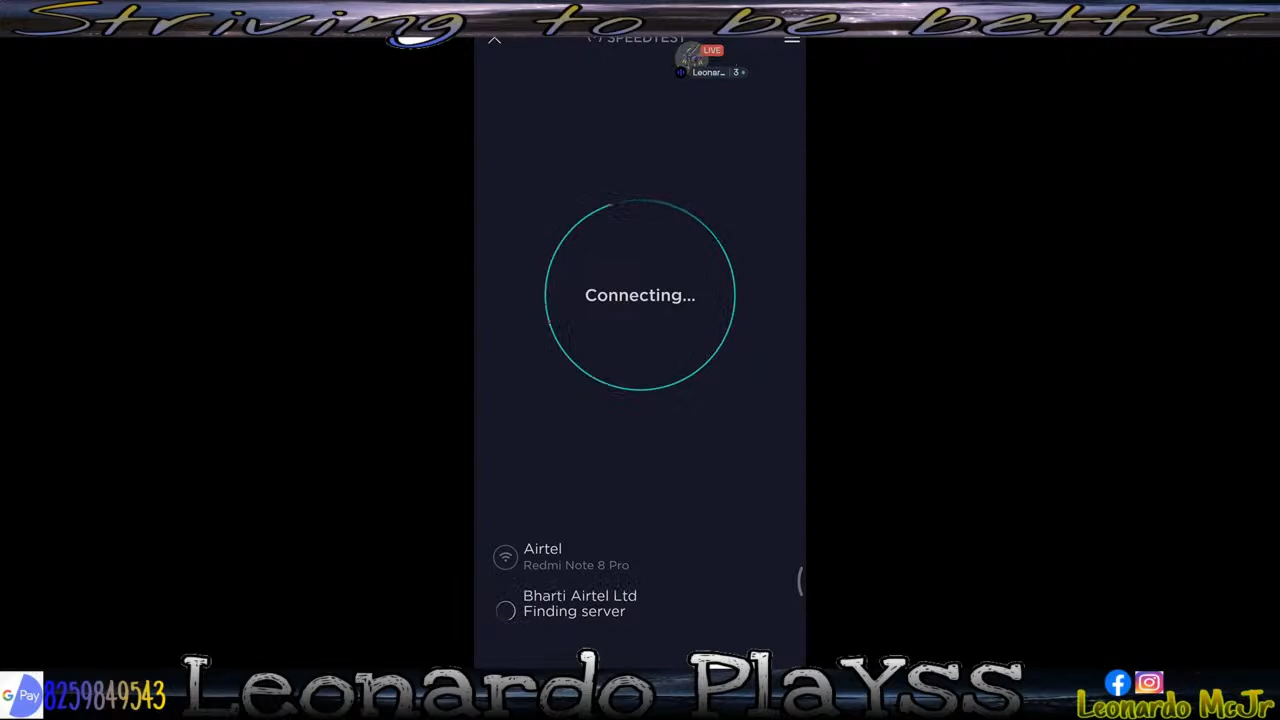 Striving to be better
SPEEDTEST
LIVE
Leonar... 3
Connecting...
Airtel
Redmi Note 8 Pro
Bharti Airtel Ltd
Finding server
G Pay 8259849543
Leonardo PlaYss
Leonardo McJr